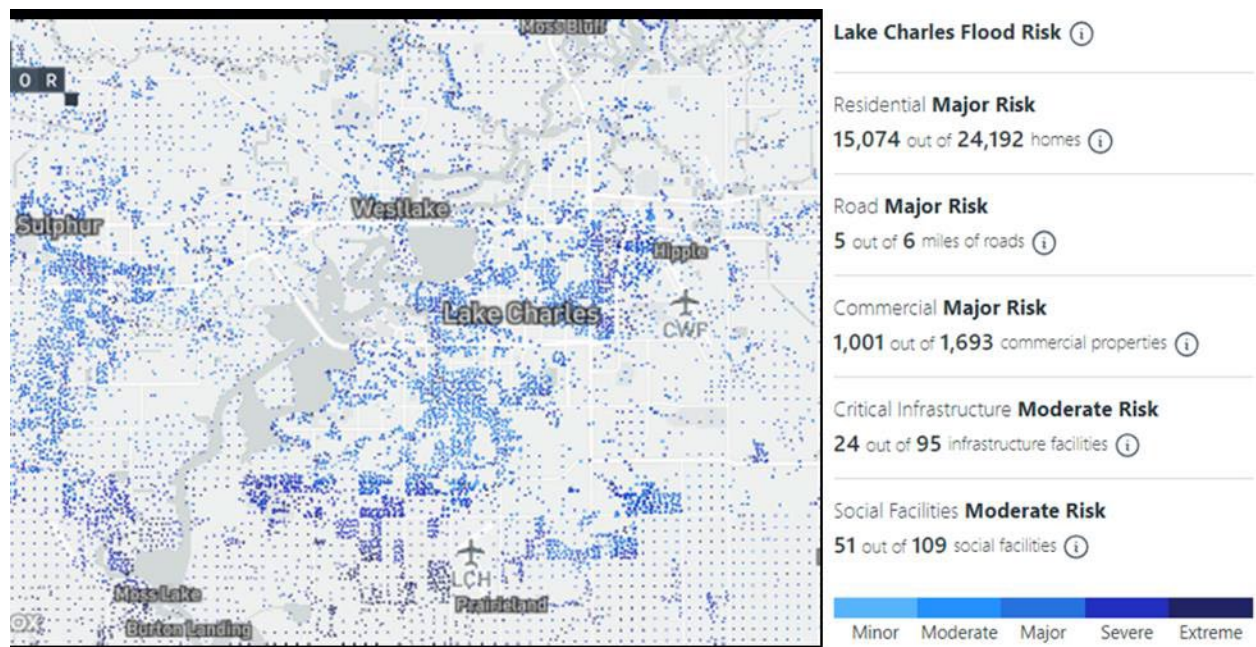 Moss Bluff
O R
Sulphur
Westlake
Hipple
Lake Charles
CWF
LCH
Moss Lake
Prairieland
Burton Landing
OX
Lake Charles Flood Risk
Residential Major Risk
15,074 out of 24,192 homes
Road Major Risk
5 out of 6 miles of roads
Commercial Major Risk
1,001 out of 1,693 commercial properties
Critical Infrastructure Moderate Risk
24 out of 95 infrastructure facilities
Social Facilities Moderate Risk
51 out of 109 social facilities
Minor Moderate Major Severe Extreme